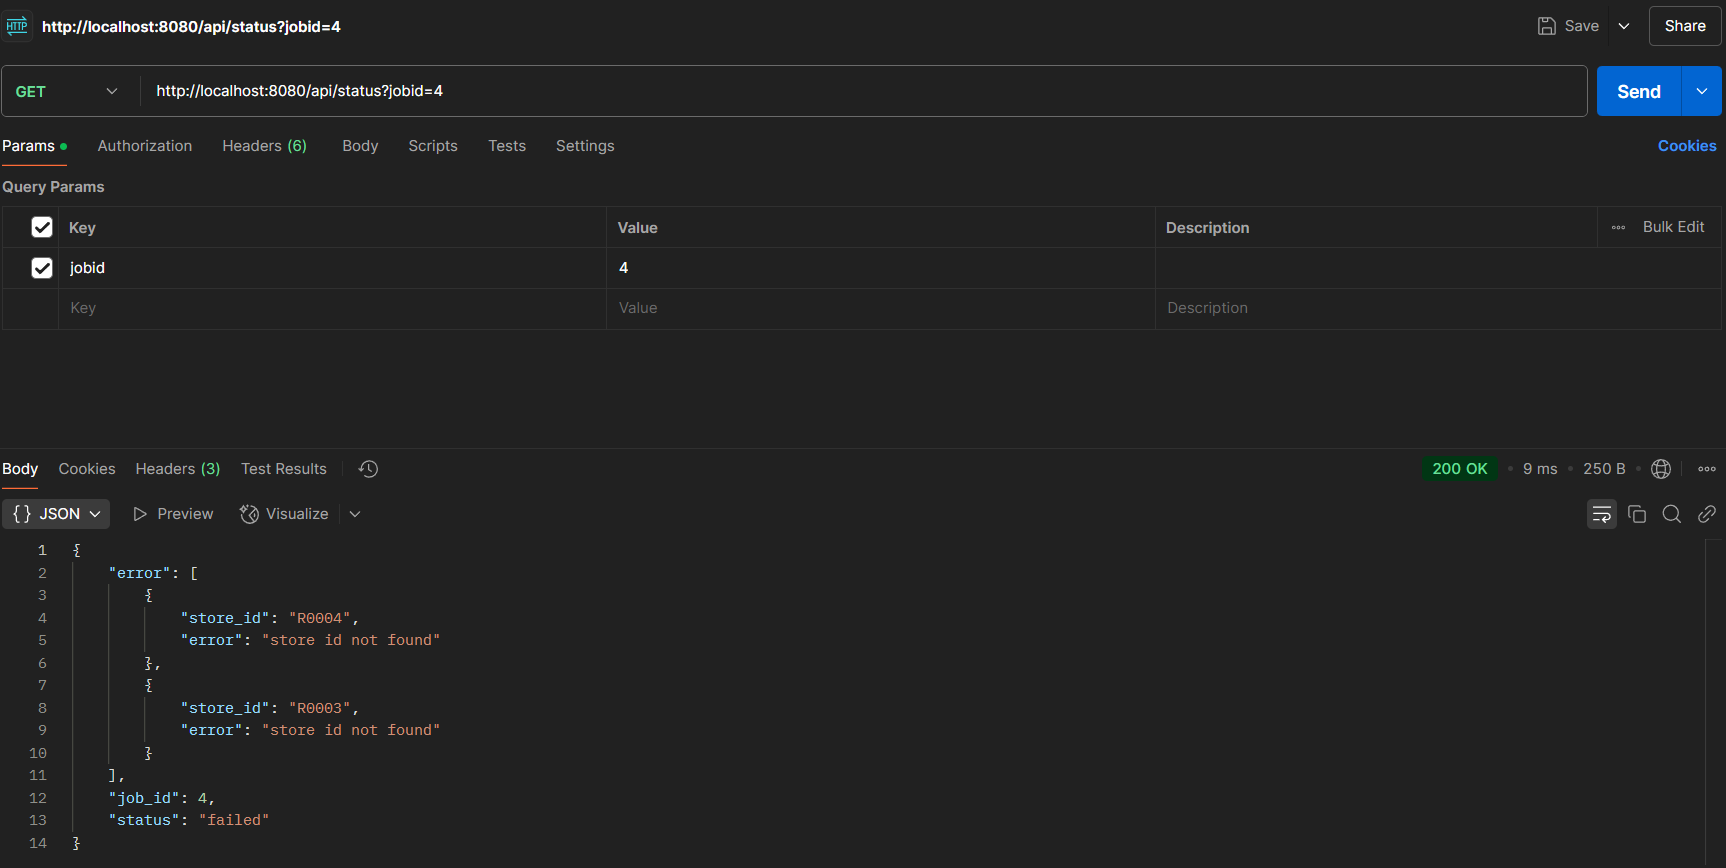 HTTP http://localhost:8080/api/status?jobid=4 Save Share
GET http://localhost:8080/api/status?jobid=4 Send
Params Authorization Headers (6) Body Scripts Tests Settings Cookies
Query Params
Key Value Description Bulk Edit
jobid 4
Key Value Description
Body Cookies Headers (3) Test Results 200 OK • 9 ms • 250 B •
{} JSON Preview Visualize
1 {
2 "error": [
3 {
4 "store_id": "R0004",
5 "error": "store id not found"
6 },
7 {
8 "store_id": "R0003",
9 "error": "store id not found"
10 }
11 ],
12 "job_id": 4,
13 "status": "failed"
14 }